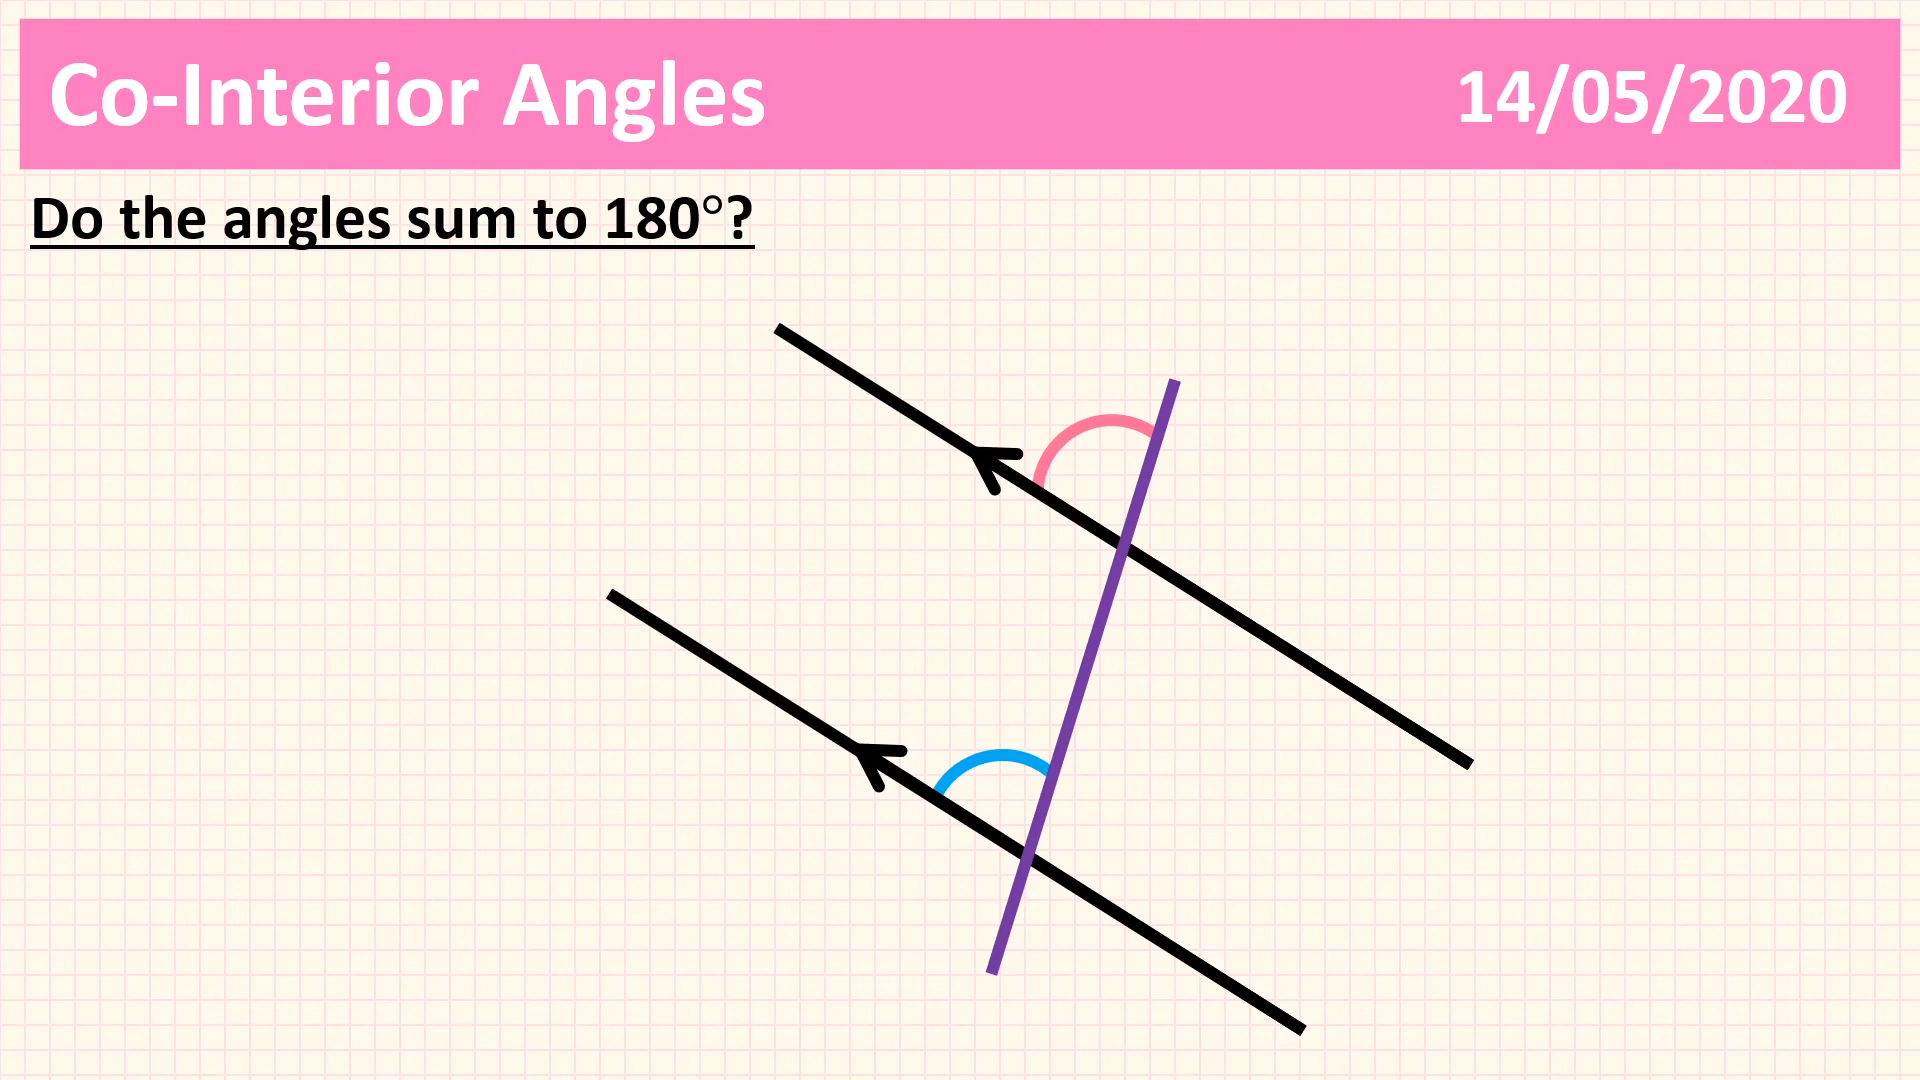 Co-Interior Angles
14/05/2020
Do the angles sum to 180°?